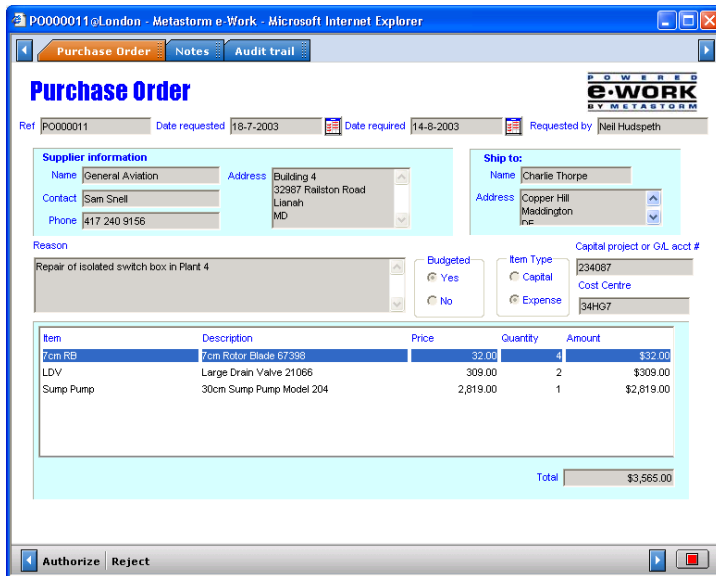 PO000011@London - Metastorm e-Work - Microsoft Internet Explorer
Purchase Order Notes Audit trail
Purchase Order
POWERED
e·WORK
BY METASTORM
Ref PO000011 Date requested 18-7-2003 Date required 14-8-2003 Requested by Neil Hudspeth
Supplier information
Name General Aviation
Contact Sam Snell
Phone 417 240 9156
Address Building 4
32987 Railston Road
Lianah
MD
Ship to:
Name Charlie Thorpe
Address Copper Hill
Maddington
DE
Reason
Repair of isolated switch box in Plant 4
Budgeted
Yes
No
Item Type
Capital
Expense
Capital project or G/L acct #
234087
Cost Centre
34HG7
Item Description Price Quantity Amount
7cm RB 7cm Rotor Blade 67398 32.00 4 $32.00
LDV Large Drain Valve 21066 309.00 2 $309.00
Sump Pump 30cm Sump Pump Model 204 2,819.00 1 $2,819.00
Total $3,565.00
Authorize Reject